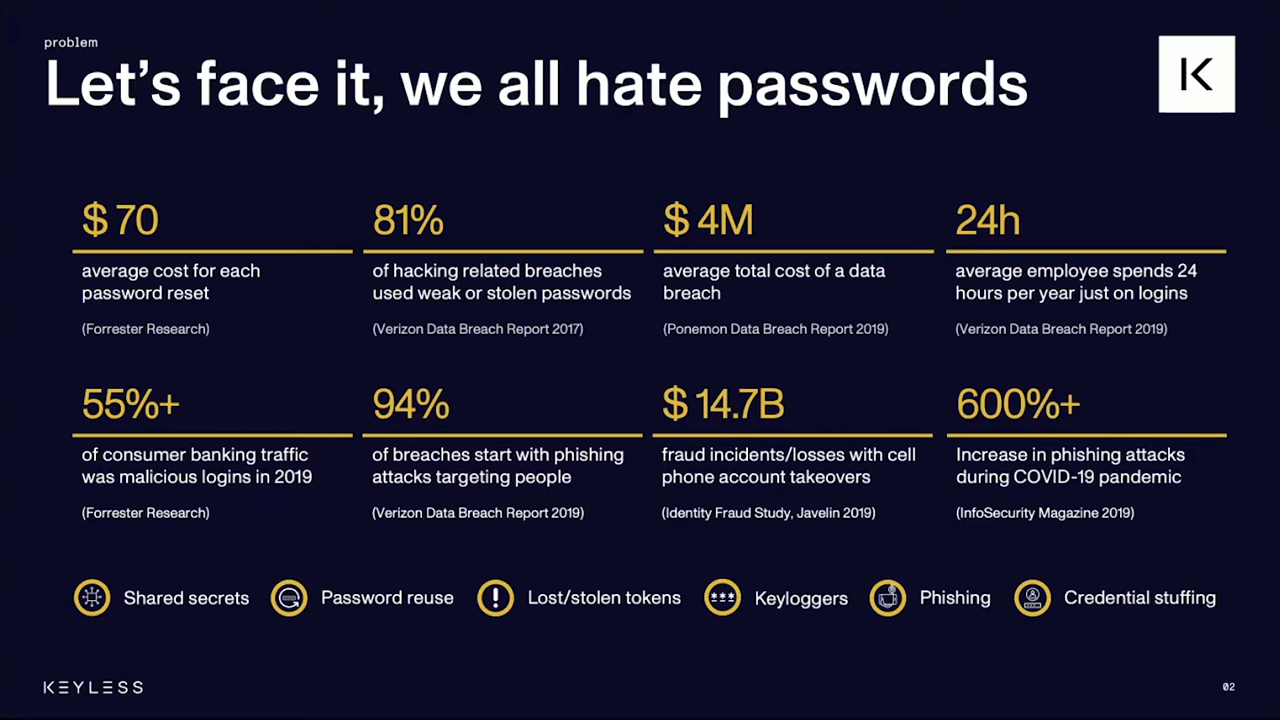 problem
Let's face it, we all hate passwords
K
$ 70
average cost for each
password reset
(Forrester Research)
81%
of hacking related breaches
used weak or stolen passwords
(Verizon Data Breach Report 2017)
$ 4M
average total cost of a data
breach
(Ponemon Data Breach Report 2019)
24h
average employee spends 24
hours per year just on logins
(Verizon Data Breach Report 2019)
55%+
of consumer banking traffic
was malicious logins in 2019
(Forrester Research)
94%
of breaches start with phishing
attacks targeting people
(Verizon Data Breach Report 2019)
$ 14.7B
fraud incidents/losses with cell
phone account takeovers
(Identity Fraud Study, Javelin 2019)
600%+
Increase in phishing attacks
during COVID-19 pandemic
(InfoSecurity Magazine 2019)
Shared secrets
Password reuse
! Lost/stolen tokens
*** Keyloggers
Phishing
Credential stuffing
KEYLESS
02